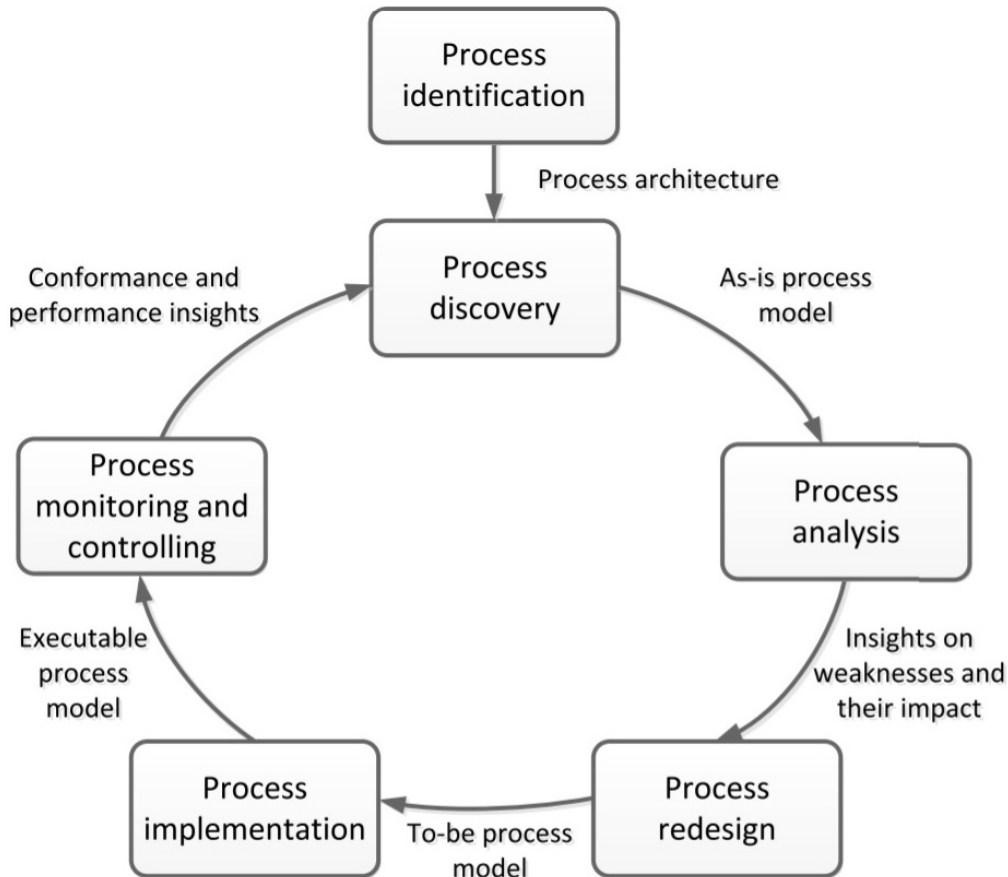 Process
identification
Process architecture
Process
discovery
As-is process
model
Process
analysis
Insights on
weaknesses and
their impact
Process
redesign
To-be process
model
Process
implementation
Executable
process
model
Process
monitoring and
controlling
Conformance and
performance insights